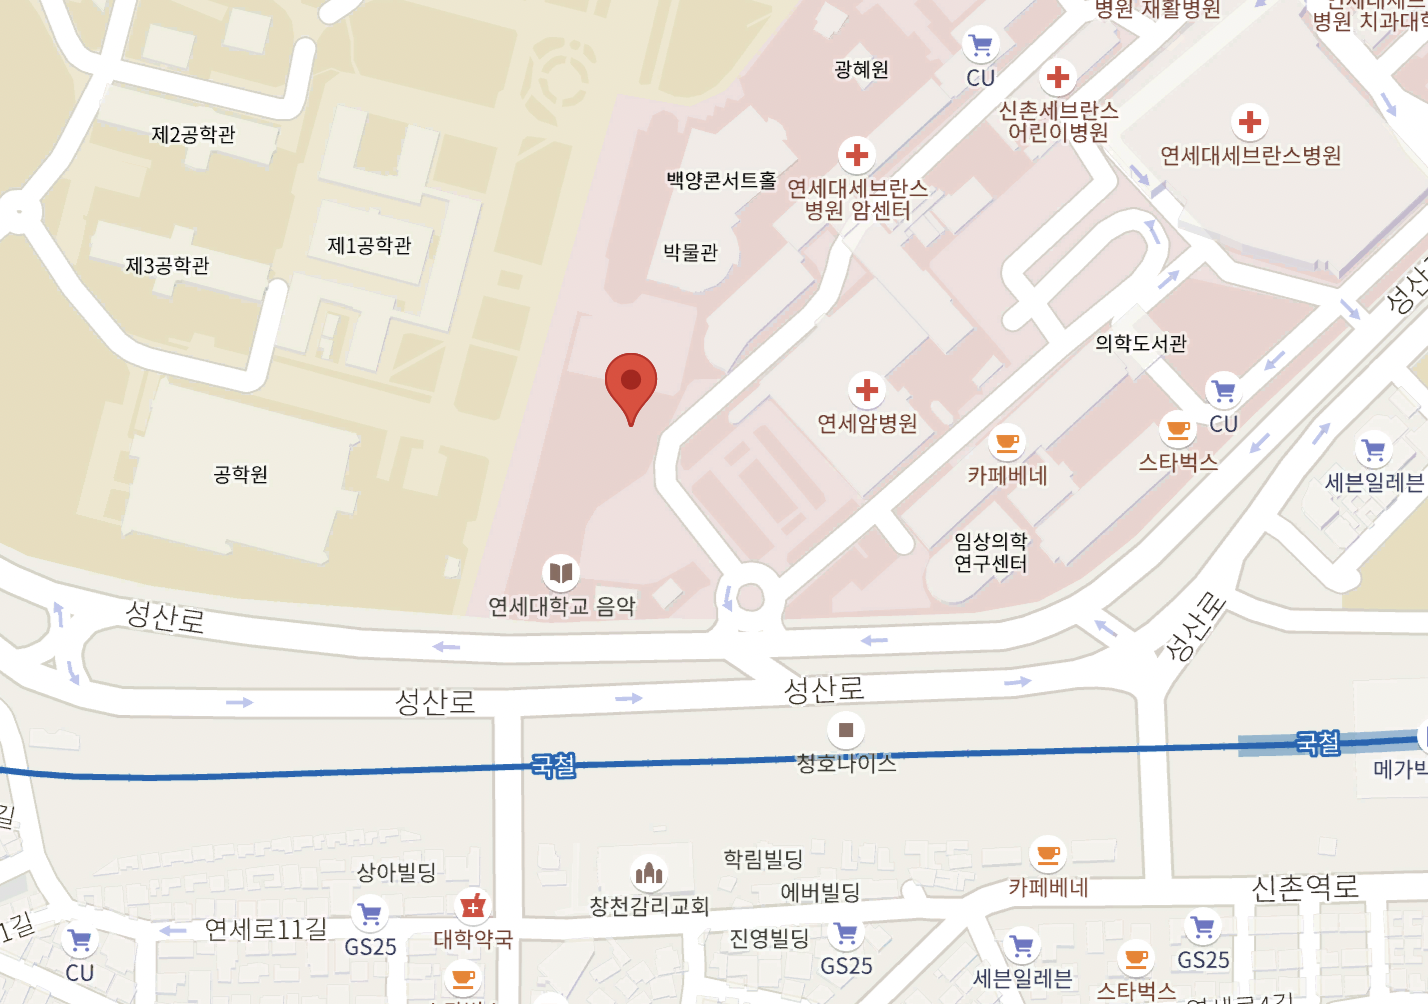 병원 재활병원
연세대세브
병원 치과대학
광혜원
CU
신촌세브란스
어린이병원
제2공학관
연세대세브란스병원
백양콘서트홀
연세대세브란스
병원 암센터
제1공학관
박물관
제3공학관
성산로
의학도서관
CU
연세암병원
스타벅스
카페베네
공학원
세븐일레븐
임상의학
연구센터
연세대학교 음악
성산로
성산로
성산로
성산로
국철
청호나이스
국철
메가박
길
상아빌딩
학림빌딩
카페베네
에버빌딩
신촌역로
창천감리교회
1길
연세로11길
GS25
대학약국
진영빌딩
GS25
GS25
CU
세븐일레븐
스타벅스